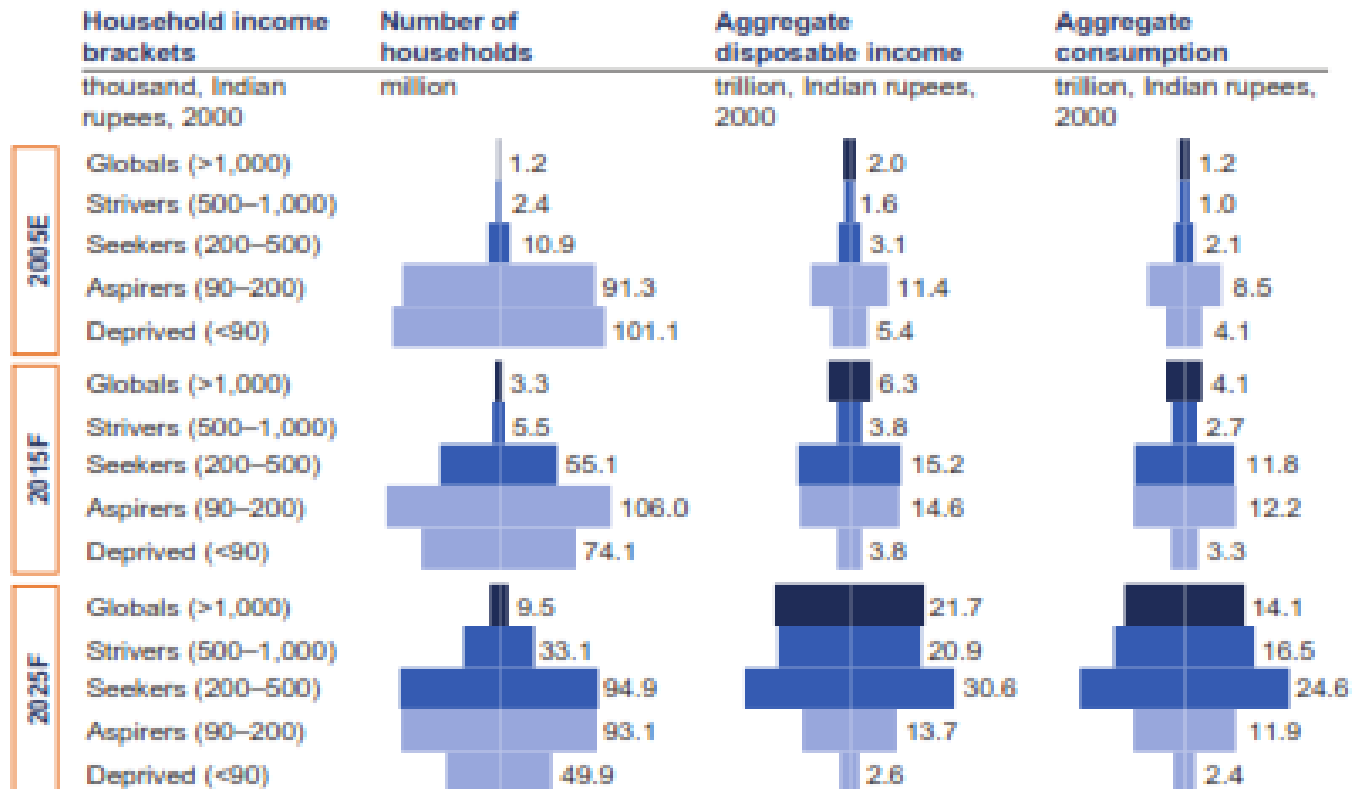 Household income brackets
Number of households
Aggregate disposable income
Aggregate consumption
thousand, Indian rupees, 2000
million
trillion, Indian rupees, 2000
trillion, Indian rupees, 2000
2005E
Globals (>1,000) 1.2 2.0 1.2
Strivers (500–1,000) 2.4 1.6 1.0
Seekers (200–500) 10.9 3.1 2.1
Aspirers (90–200) 91.3 11.4 8.5
Deprived (<90) 101.1 5.4 4.1
2015F
Globals (>1,000) 3.3 6.3 4.1
Strivers (500–1,000) 5.5 3.8 2.7
Seekers (200–500) 55.1 15.2 11.8
Aspirers (90–200) 106.0 14.6 12.2
Deprived (<90) 74.1 3.8 3.3
2025F
Globals (>1,000) 9.5 21.7 14.1
Strivers (500–1,000) 33.1 20.9 16.5
Seekers (200–500) 94.9 30.6 24.6
Aspirers (90–200) 93.1 13.7 11.9
Deprived (<90) 49.9 2.6 2.4